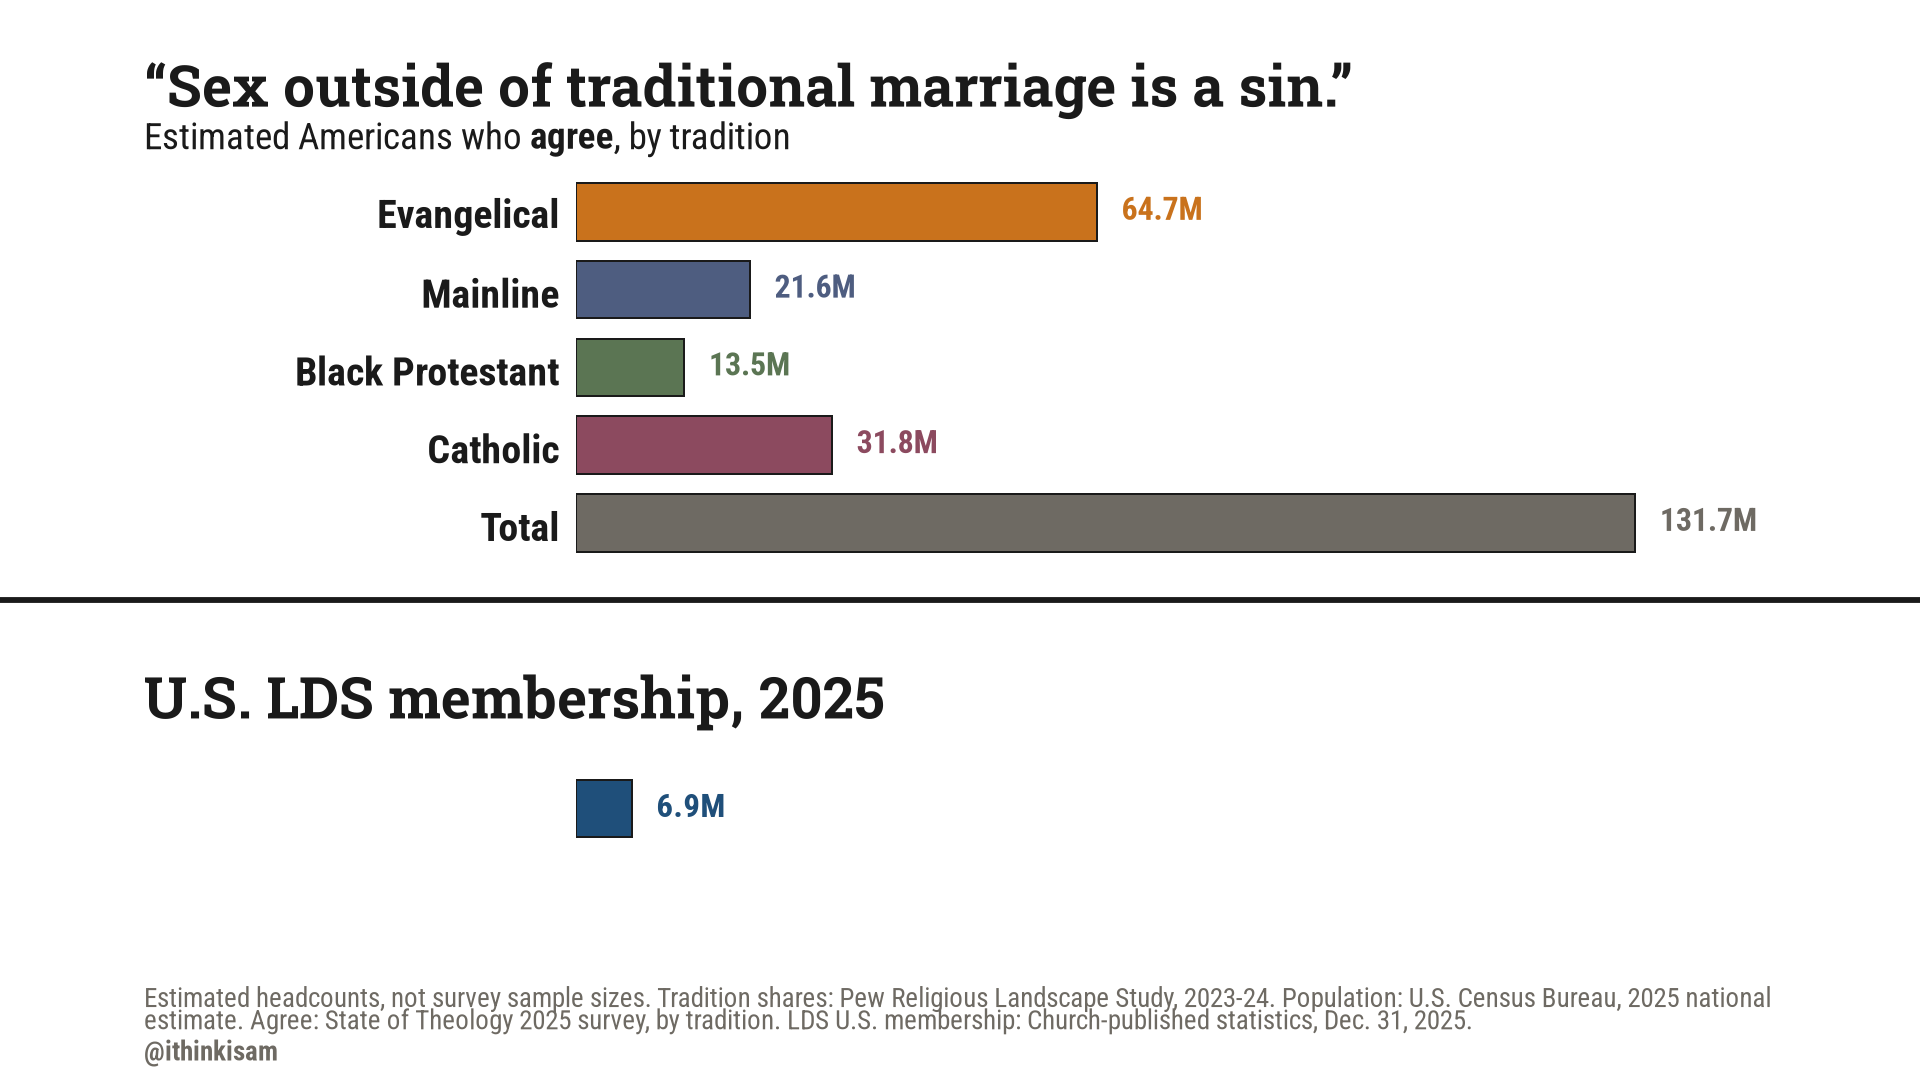 “Sex outside of traditional marriage is a sin.”
Estimated Americans who agree, by tradition
Evangelical 64.7M
Mainline 21.6M
Black Protestant 13.5M
Catholic 31.8M
Total 131.7M
U.S. LDS membership, 2025
6.9M
Estimated headcounts, not survey sample sizes. Tradition shares: Pew Religious Landscape Study, 2023-24. Population: U.S. Census Bureau, 2025 national
estimate. Agree: State of Theology 2025 survey, by tradition. LDS U.S. membership: Church-published statistics, Dec. 31, 2025.
@ithinkisam